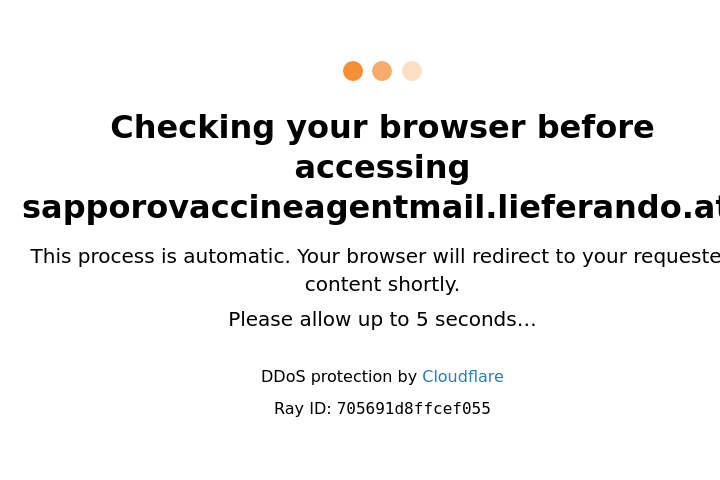 Checking your browser before
accessing
sapporovaccineagentmail.lieferando.at
This process is automatic. Your browser will redirect to your requeste
content shortly.
Please allow up to 5 seconds…
DDoS protection by Cloudflare
Ray ID: 705691d8ffcef055